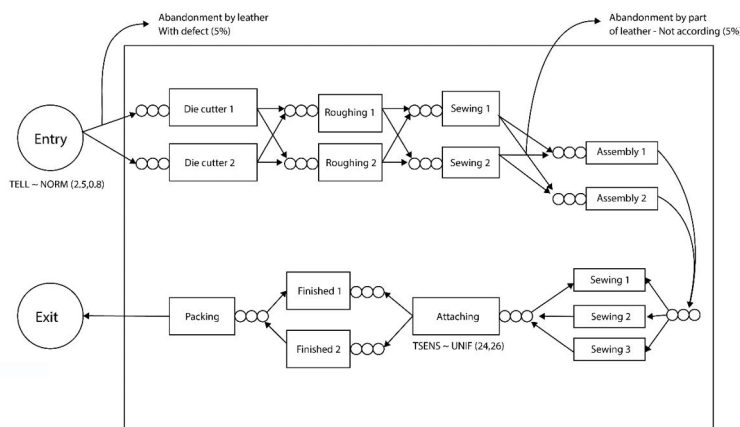 Abandonment by leather
With defect (5%)
Abandonment by part
of leather - Not according (5%)
Entry
TELL ~ NORM (2.5,0.8)
Die cutter 1
Roughing 1
Sewing 1
Die cutter 2
Roughing 2
Sewing 2
Assembly 1
Assembly 2
Exit
Packing
Finished 1
Finished 2
Attaching
TSENS ~ UNIF (24,26)
Sewing 1
Sewing 2
Sewing 3